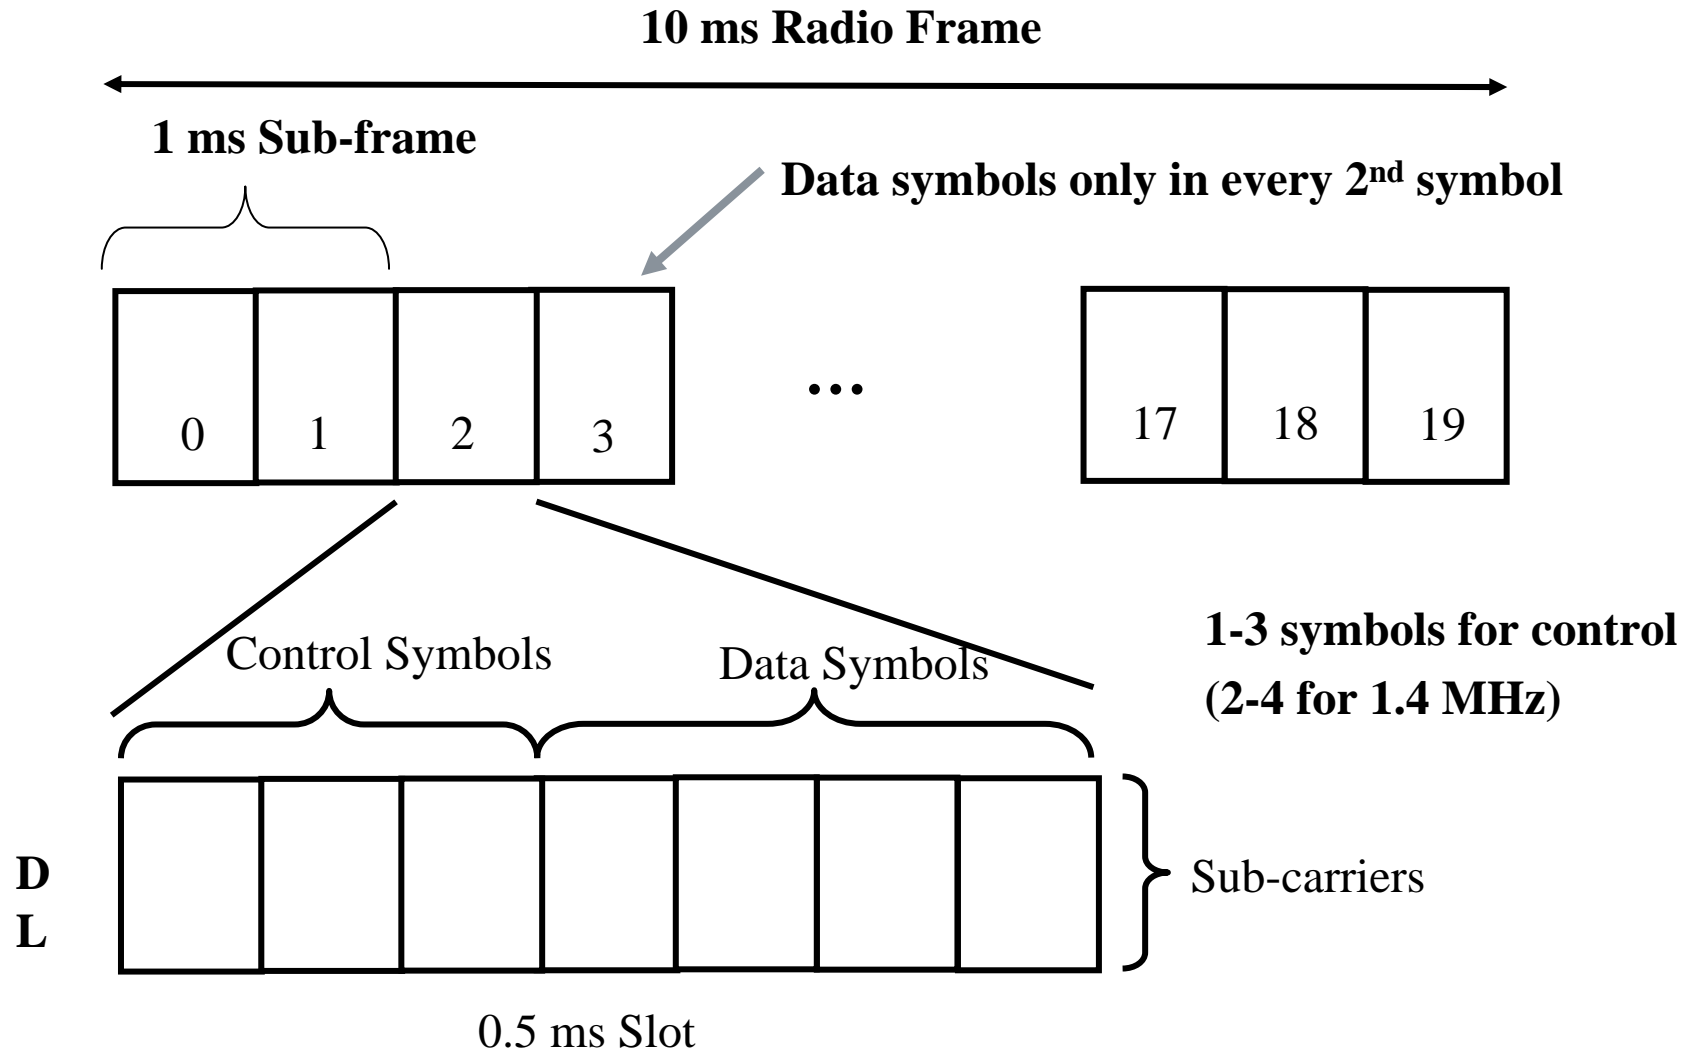 10 ms Radio Frame
1 ms Sub-frame
Data symbols only in every 2nd symbol
...
0 1 2 3 17 18 19
1-3 symbols for control
(2-4 for 1.4 MHz)
Control Symbols
Data Symbols
D
L
Sub-carriers
0.5 ms Slot